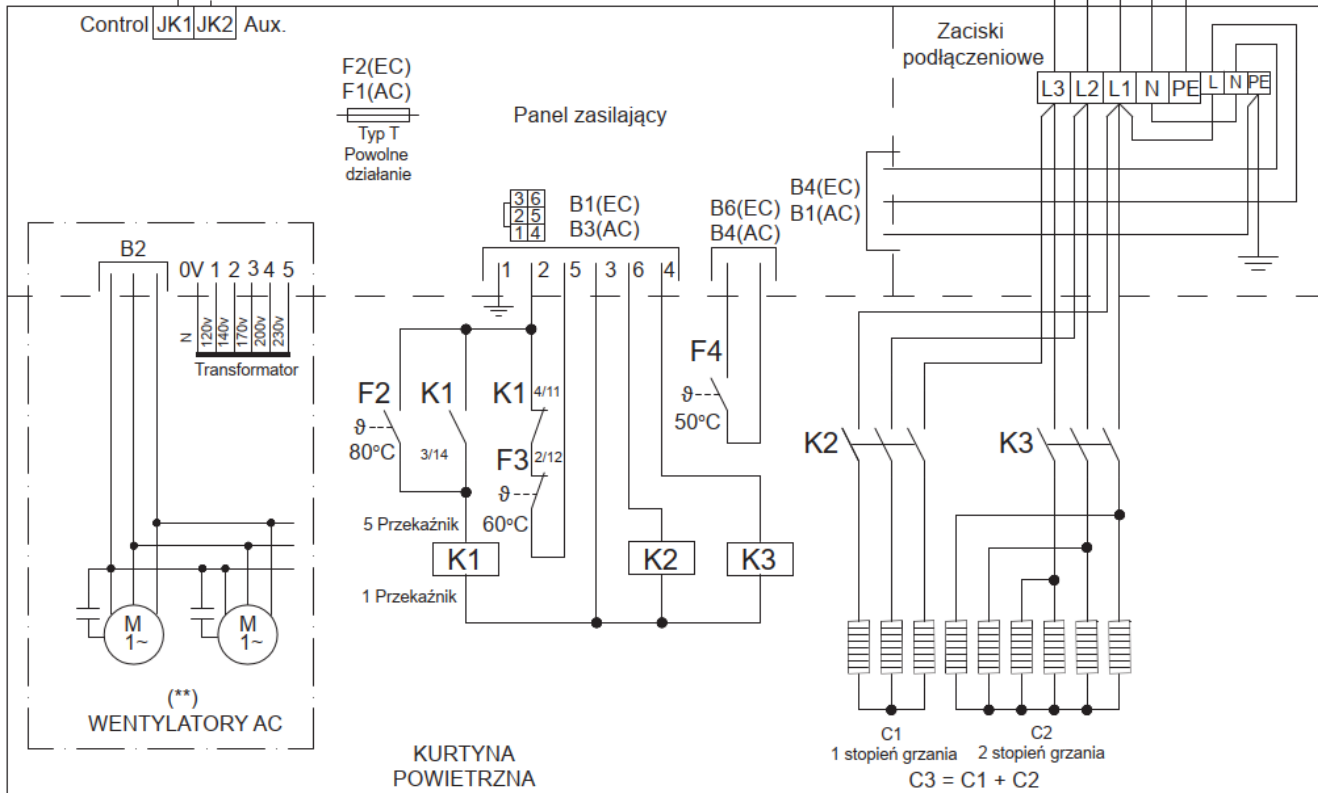 Control JK1 JK2 Aux.
F2(EC)
F1(AC)
Typ T
Powolne
działanie
Panel zasilający
Zaciski
podłączeniowe
L3 L2 L1 N PE L N PE
B4(EC)
B1(AC)
3 6
2 5
1 4
B1(EC)
B3(AC)
B6(EC)
B4(AC)
B2
0V 1 2 3 4 5
1 2 5 3 6 4
N 120v 140v 170v 200v 230v
Transformator
F2
ϑ
80°C
K1
3/14
K1 4/11
F3 2/12
ϑ
60°C
F4
ϑ
50°C
K2
K3
5 Przekaźnik
K1
1 Przekaźnik
K2
K3
M
1~
M
1~
(**)
WENTYLATORY AC
KURTYNA
POWIETRZNA
C1
1 stopień grzania
C2
2 stopień grzania
C3 = C1 + C2